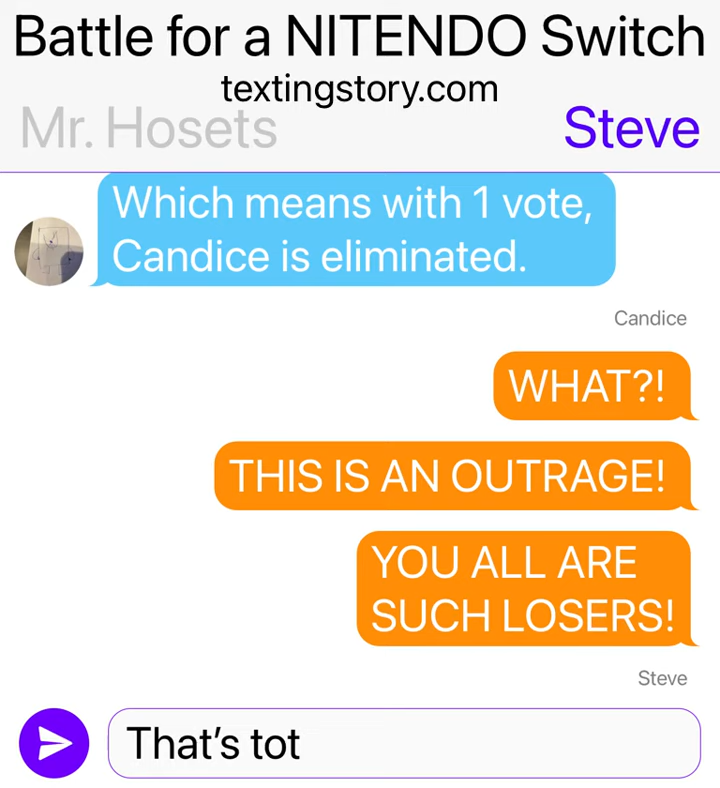 Battle for a NITENDO Switch
textingstory.com
Mr. Hosets
Steve
Which means with 1 vote,
Candice is eliminated.
Candice
WHAT?!
THIS IS AN OUTRAGE!
YOU ALL ARE
SUCH LOSERS!
Steve
That’s tot